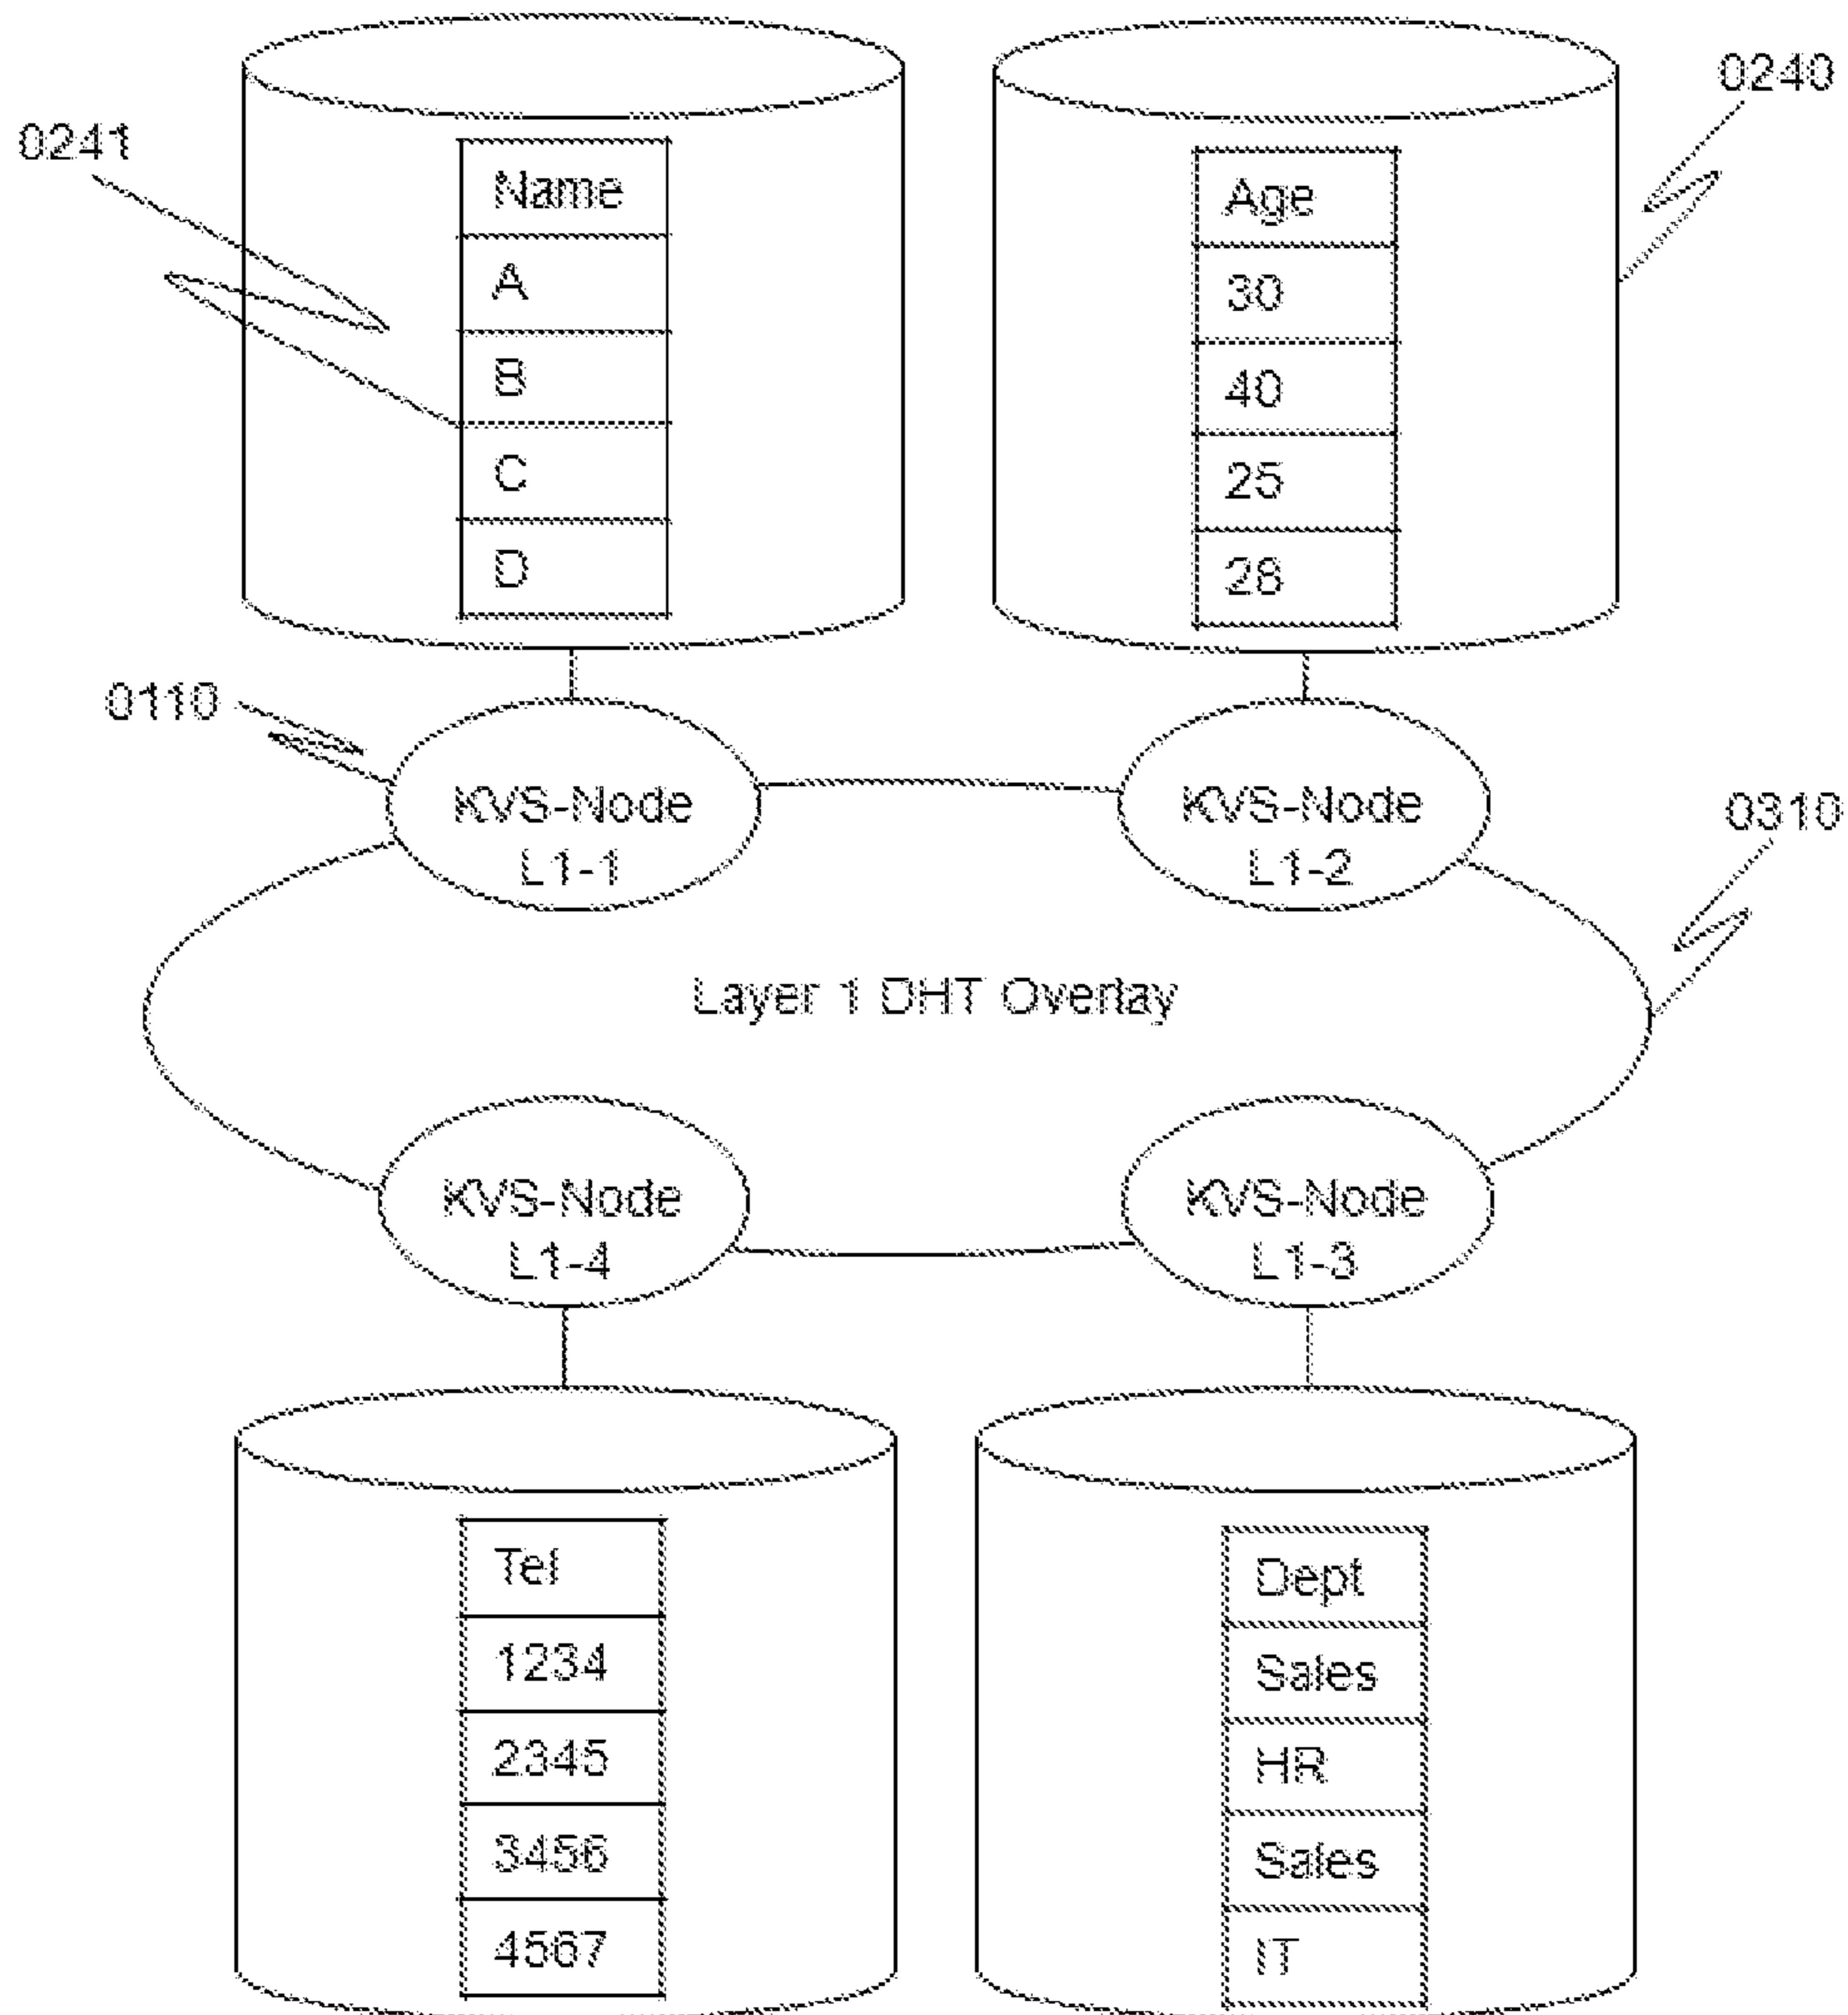 0241
Name
A
B
C
D
Age
30
40
25
28
0240
0110
KVS-Node
L1-1
KVS-Node
L1-2
0310
Layer 1 DHT Overlay
KVS-Node
L1-4
KVS-Node
L1-3
Tel
1234
2345
3456
4567
Dept
Sales
HR
Sales
IT